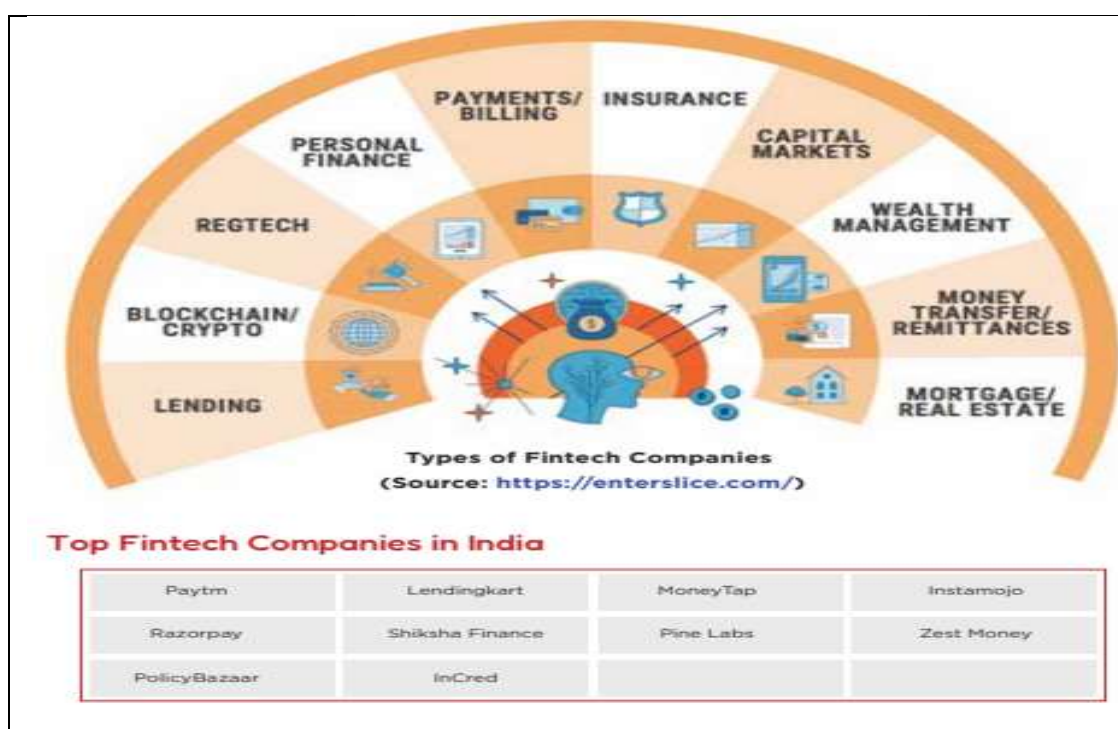 PAYMENTS/
BILLING
INSURANCE
PERSONAL
FINANCE
CAPITAL
MARKETS
REGTECH
WEALTH
MANAGEMENT
BLOCKCHAIN/
CRYPTO
MONEY
TRANSFER/
REMITTANCES
LENDING
MORTGAGE/
REAL ESTATE
$
Types of Fintech Companies
(Source: https://enterslice.com/)
Top Fintech Companies in India
Paytm Lendingkart MoneyTap Instamojo
Razorpay Shiksha Finance Pine Labs Zest Money
PolicyBazaar InCred